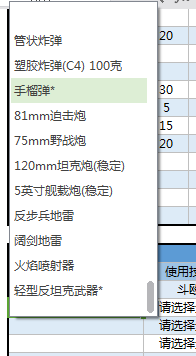 管状炸弹
20
塑胶炸弹(C4) 100克
手榴弹*
30
81mm迫击炮
5
75mm野战炮
15
120mm坦克炮(稳定)
20
5英寸舰载炮(稳定)
反步兵地雷
阔剑地雷
火焰喷射器
使用技
轻型反坦克武器*
斗殴
请选择
请选择
请选择